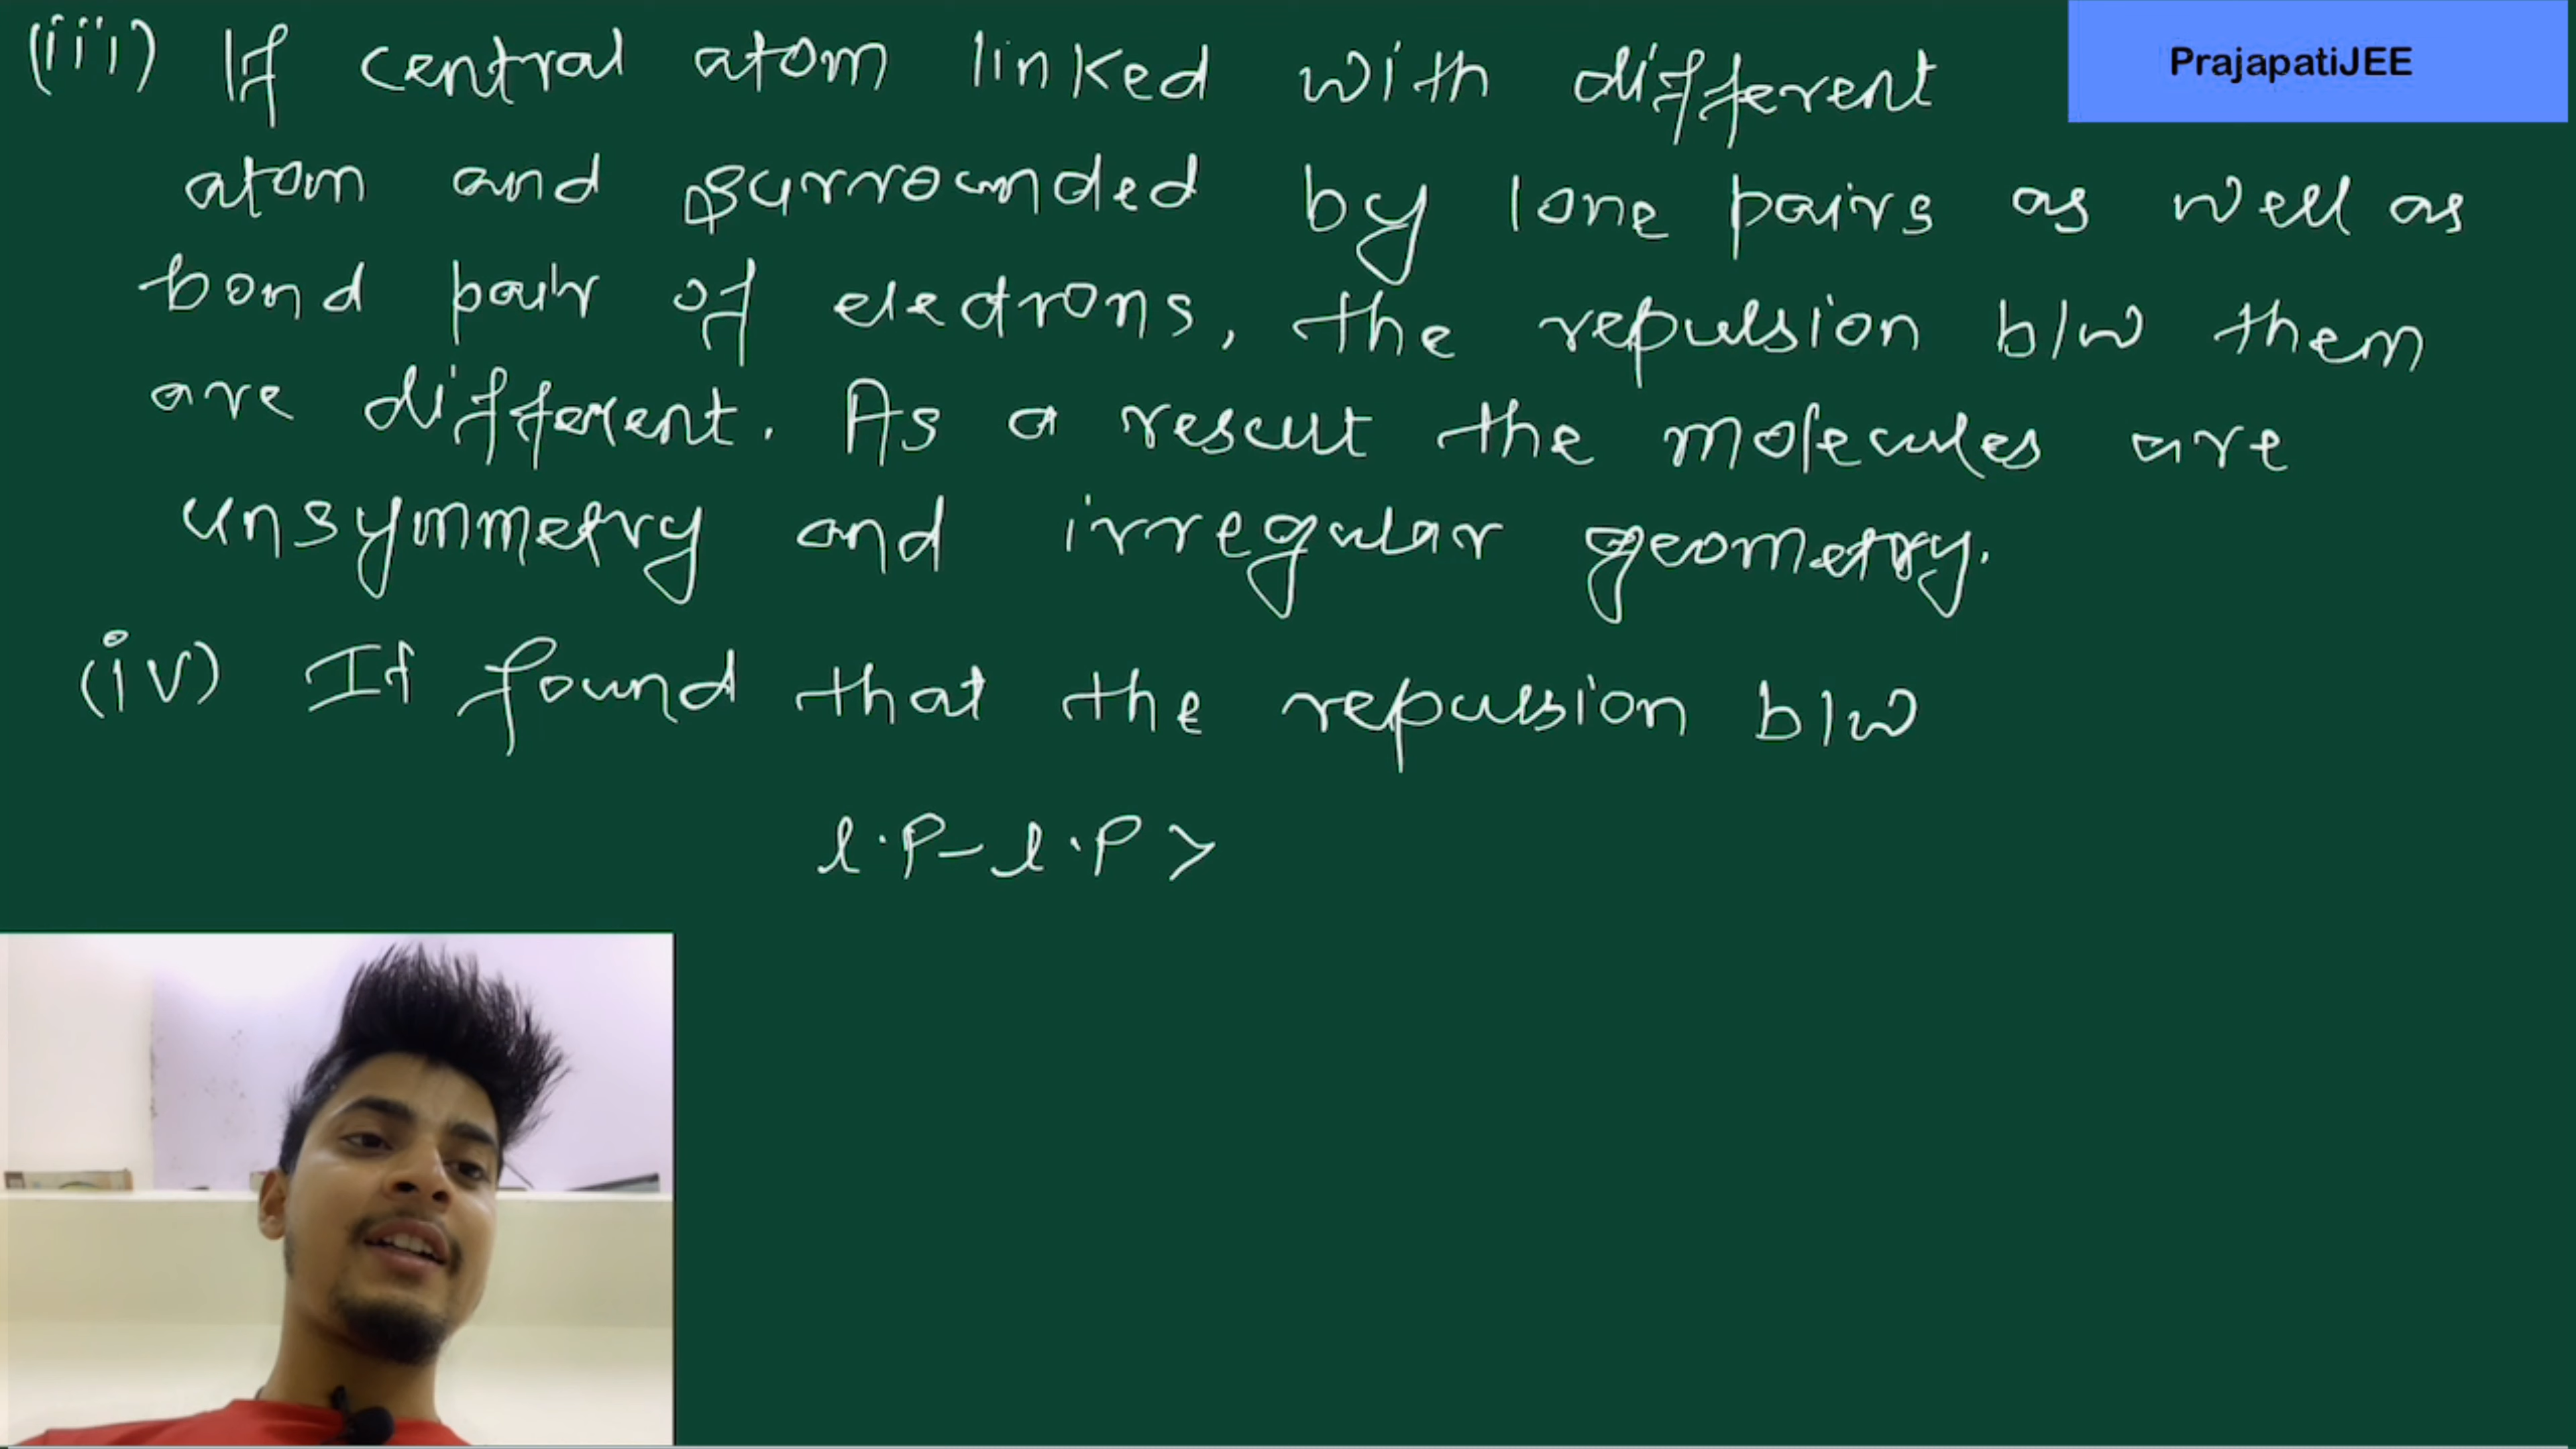 (iii) If central atom linked with different
PrajapatiJEE
atom and surrounded by lone pairs as well as
bond pair of electrons, the repulsion b/w them
are different. As a result the molecules are
unsymmetry and irregular geometry.
(iv) If found that the repulsion b/w
l.P - l.P >